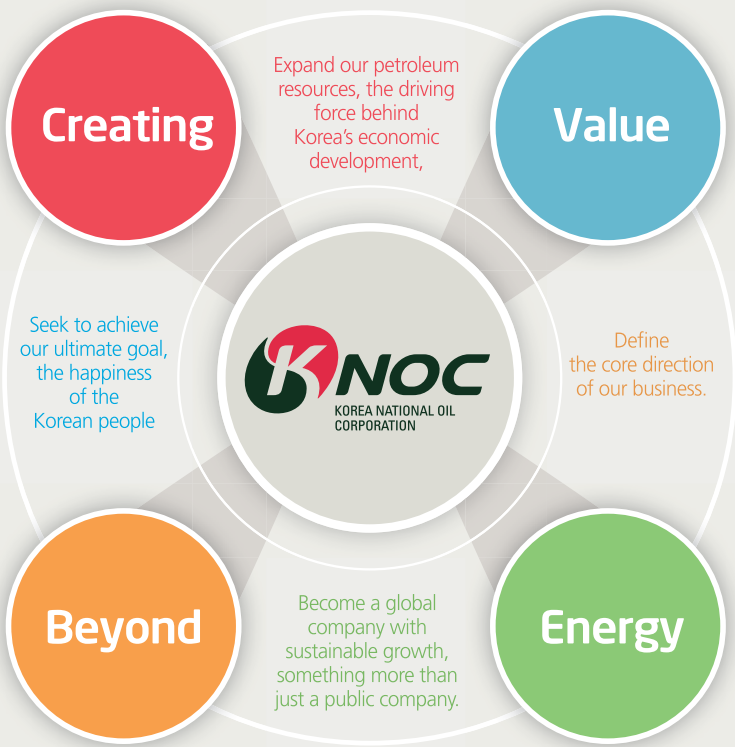 Creating
Expand our petroleum
resources, the driving
force behind
Korea's economic
development,
Value
Seek to achieve
our ultimate goal,
the happiness
of the
Korean people
KNOC
KOREA NATIONAL OIL
CORPORATION
Define
the core direction
of our business.
Beyond
Become a global
company with
sustainable growth,
something more than
just a public company.
Energy